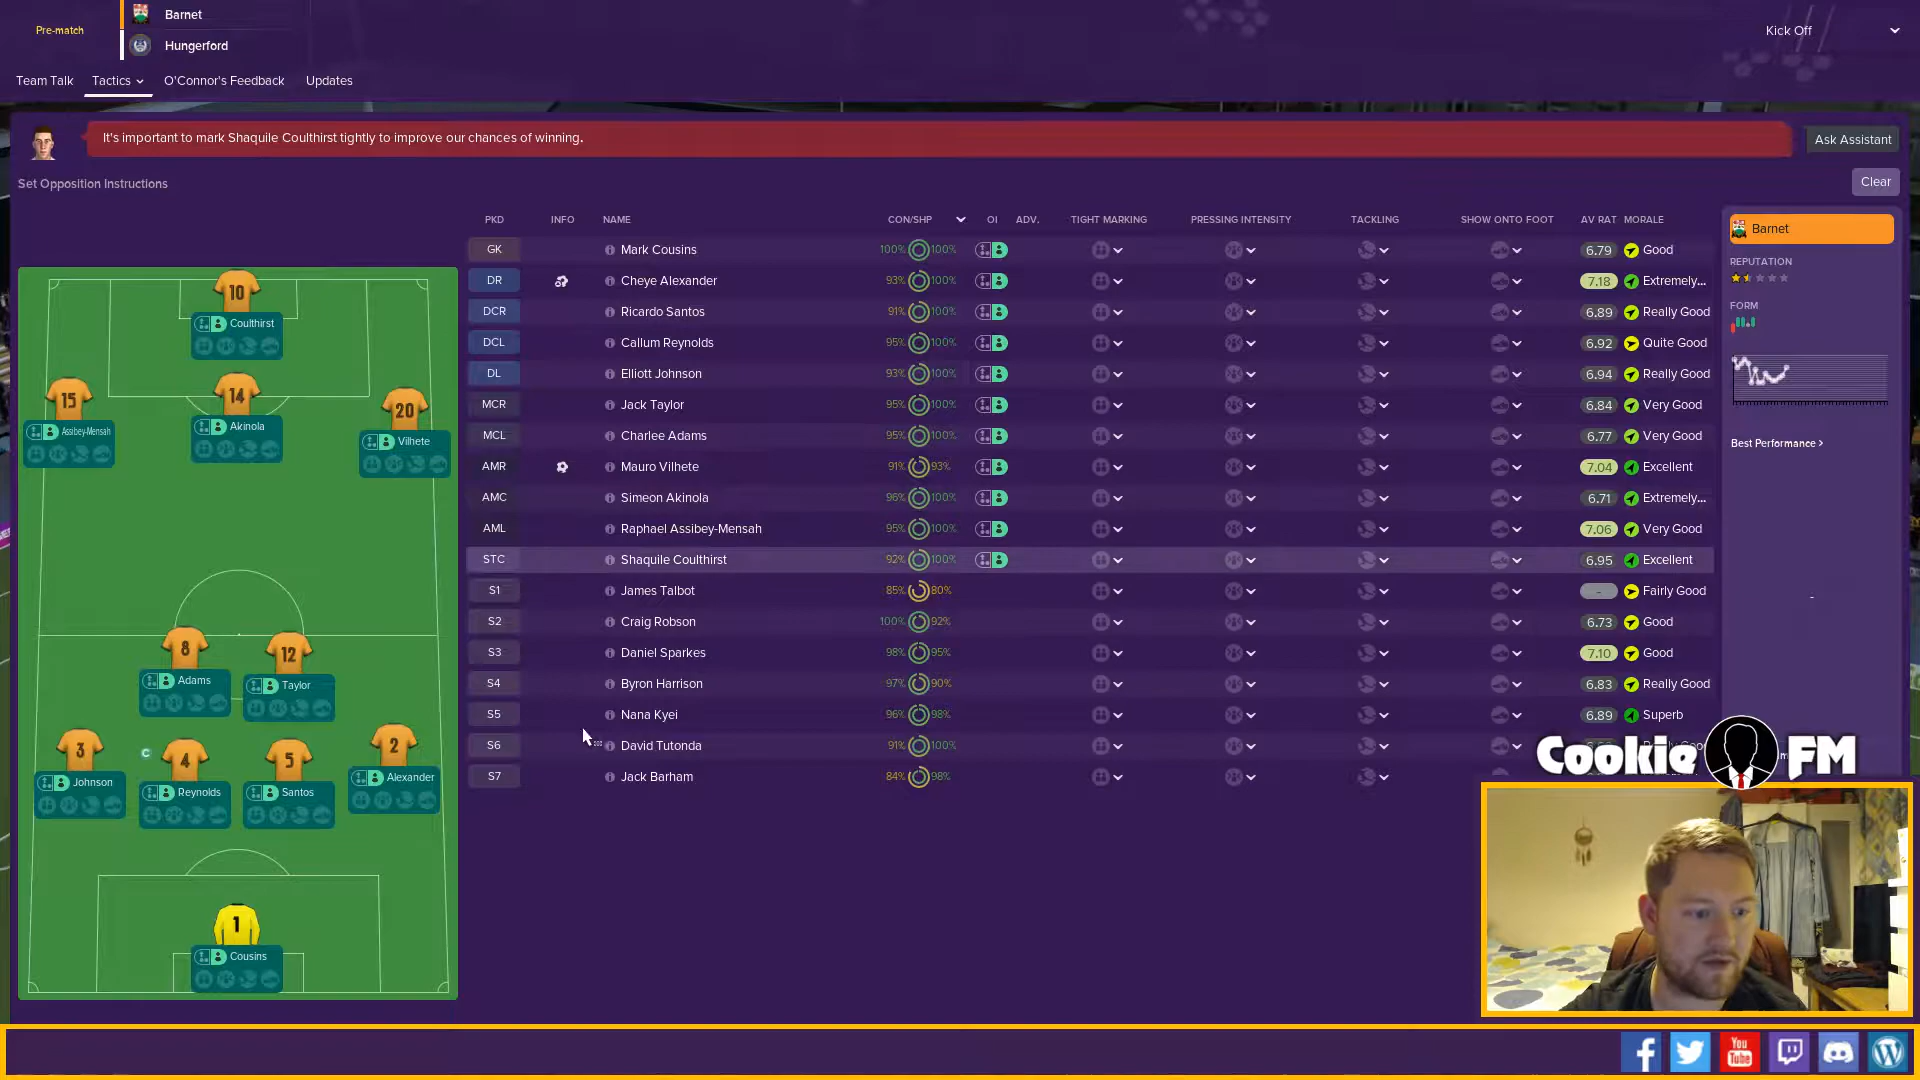 Pre-match
Barnet
Hungerford
Kick Off
Team Talk Tactics O'Connor's Feedback Updates
It's important to mark Shaquile Coulthirst tightly to improve our chances of winning.
Ask Assistant
Set Opposition Instructions
Clear
PKD INFO NAME CON/SHP OI ADV. TIGHT MARKING PRESSING INTENSITY TACKLING SHOW ONTO FOOT AV RAT MORALE
GK Mark Cousins 100% 100% 6.79 Good
DR Cheye Alexander 93% 100% 7.18 Extremely...
DCR Ricardo Santos 91% 100% 6.89 Really Good
DCL Callum Reynolds 95% 100% 6.92 Quite Good
DL Elliott Johnson 93% 100% 6.94 Really Good
MCR Jack Taylor 95% 100% 6.84 Very Good
MCL Charlee Adams 95% 100% 6.77 Very Good
AMR Mauro Vilhete 91% 93% 7.04 Excellent
AMC Simeon Akinola 96% 100% 6.71 Extremely...
AML Raphael Assibey-Mensah 95% 100% 7.06 Very Good
STC Shaquile Coulthirst 92% 100% 6.95 Excellent
S1 James Talbot 85% 80% - Fairly Good
S2 Craig Robson 100% 92% 6.73 Good
S3 Daniel Sparkes 98% 95% 7.10 Good
S4 Byron Harrison 97% 90% 6.83 Really Good
S5 Nana Kyei 96% 98% 6.89 Superb
S6 David Tutonda 91% 100%
S7 Jack Barham 84% 98%
Barnet
REPUTATION
FORM
Best Performance >
-
10
Coulthirst
15
Assibey-Mensah
14
Akinola
20
Vilhete
8
Adams
12
Taylor
3
Johnson
C
4
Reynolds
5
Santos
2
Alexander
1
Cousins
Cookie FM
You
Tube